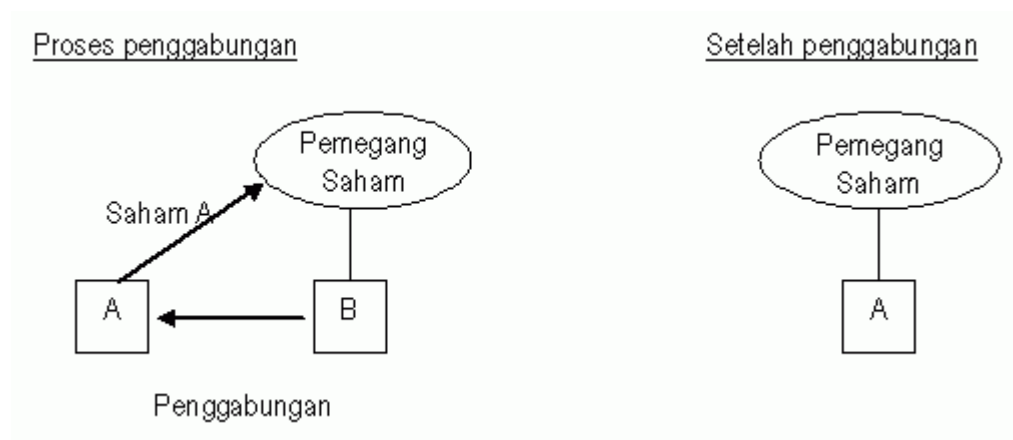 Proses penggabungan
Setelah penggabungan
Pemegang
Saham
Saham A
A
B
Penggabungan
Pemegang
Saham
A